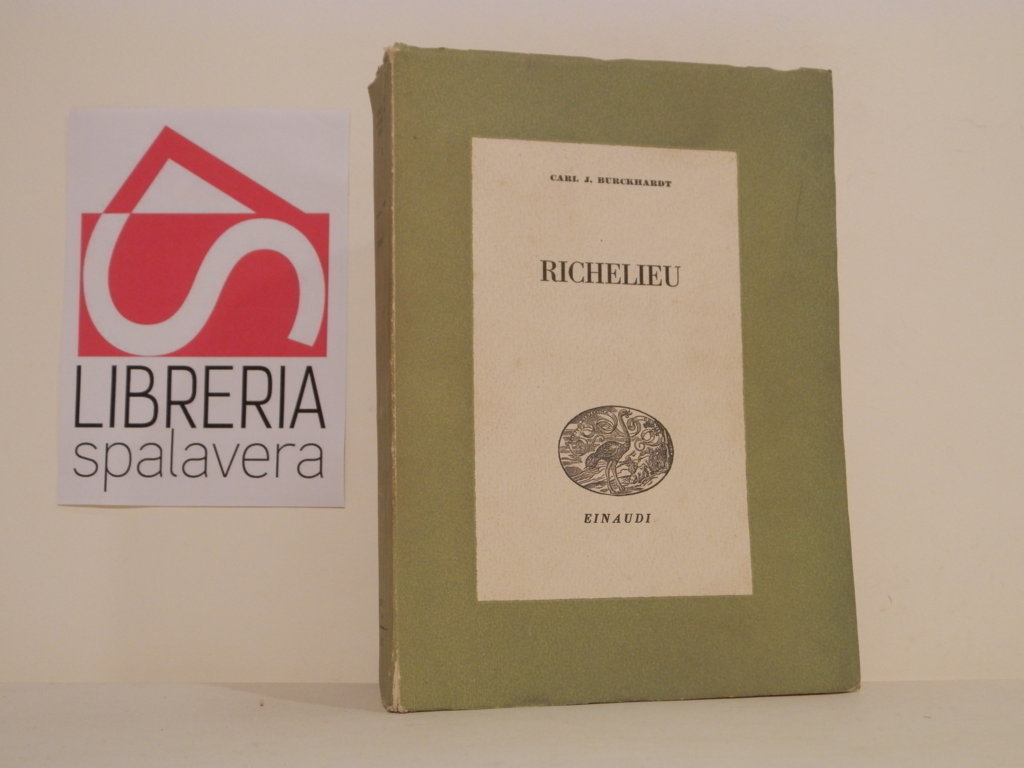 LIBRERIA
spalavera
CARL J. BURCKHARDT
RICHELIEU
EINAUDI